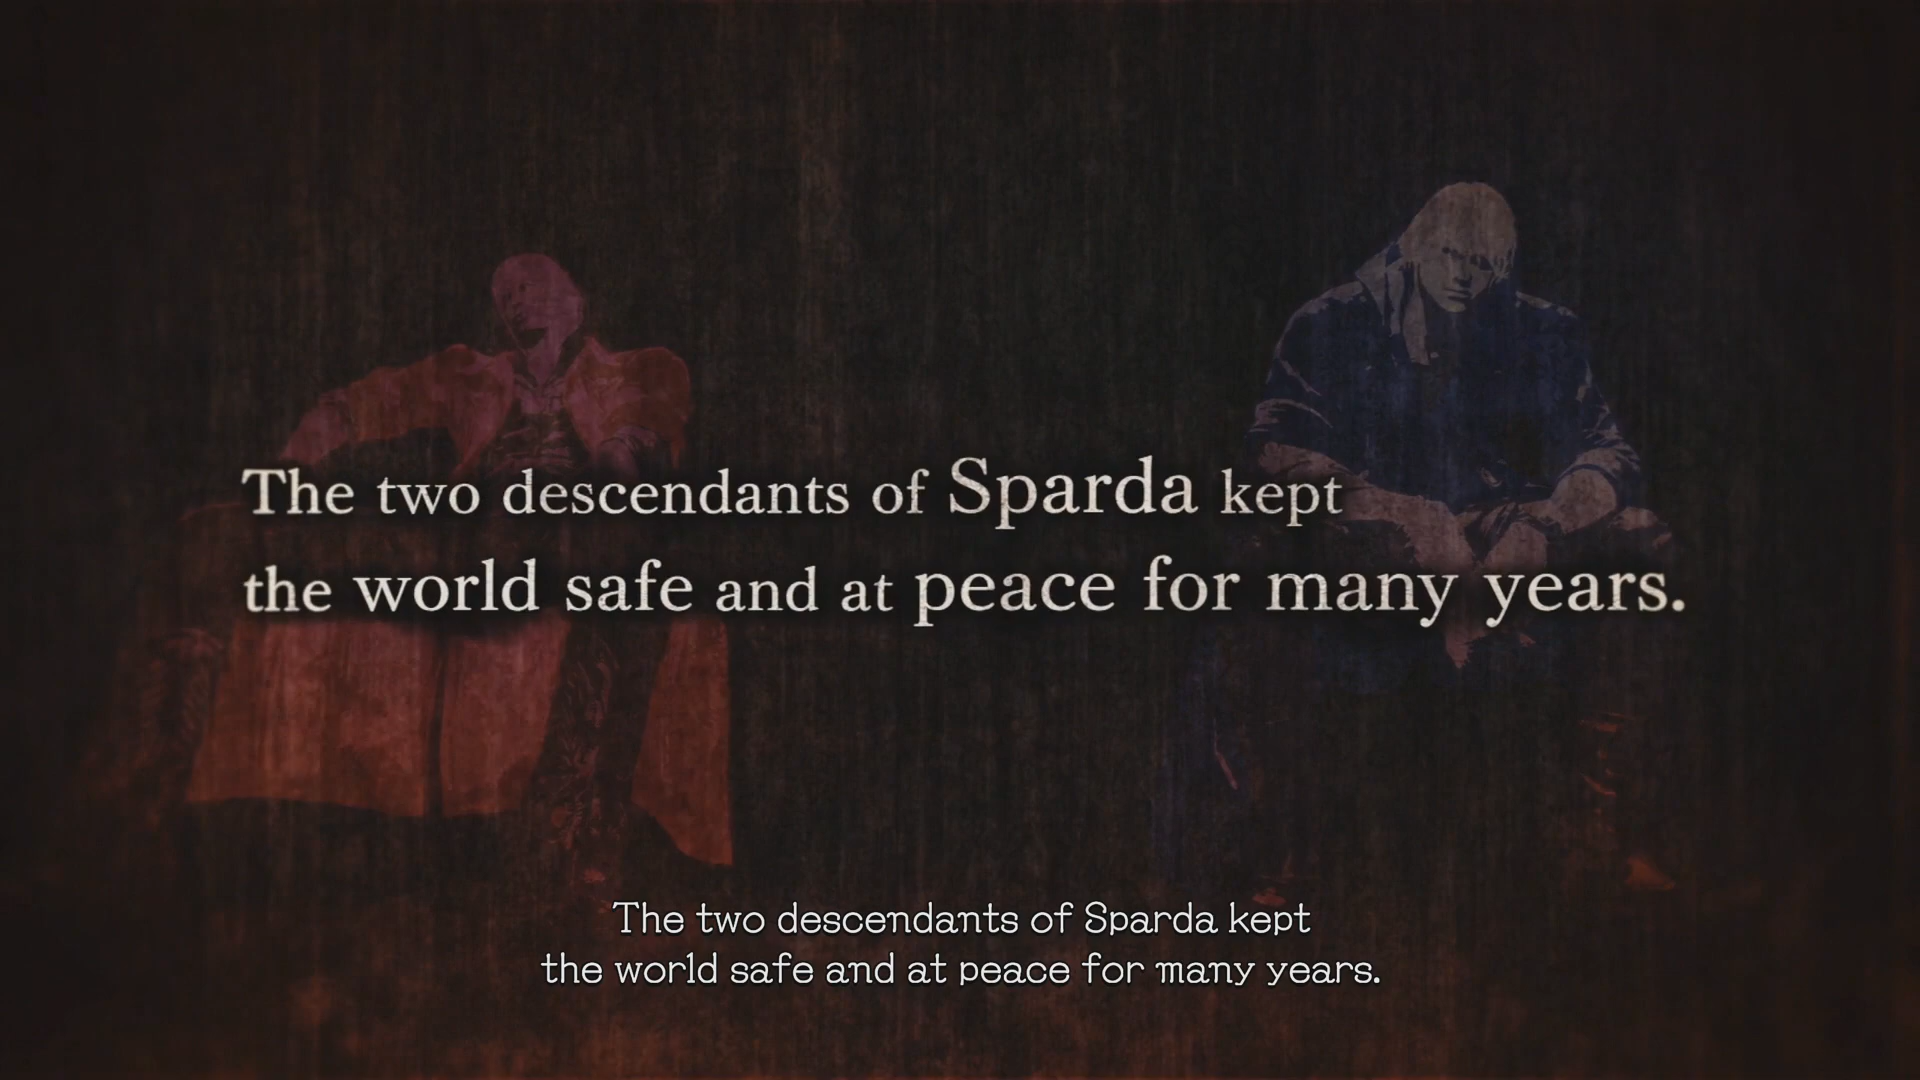 The two descendants of Sparda kept
the world safe and at peace for many years.
The two descendants of Sparda kept
the world safe and at peace for many years.